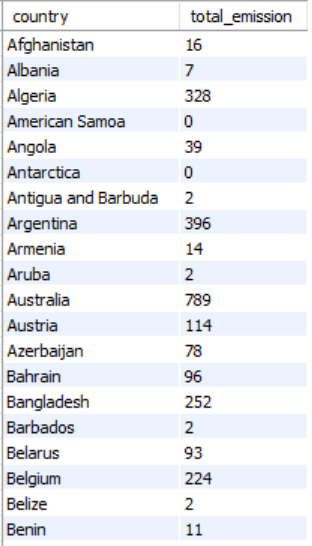 country total_emission
Afghanistan 16
Albania 7
Algeria 328
American Samoa 0
Angola 39
Antarctica 0
Antigua and Barbuda 2
Argentina 396
Armenia 14
Aruba 2
Australia 789
Austria 114
Azerbaijan 78
Bahrain 96
Bangladesh 252
Barbados 2
Belarus 93
Belgium 224
Belize 2
Benin 11